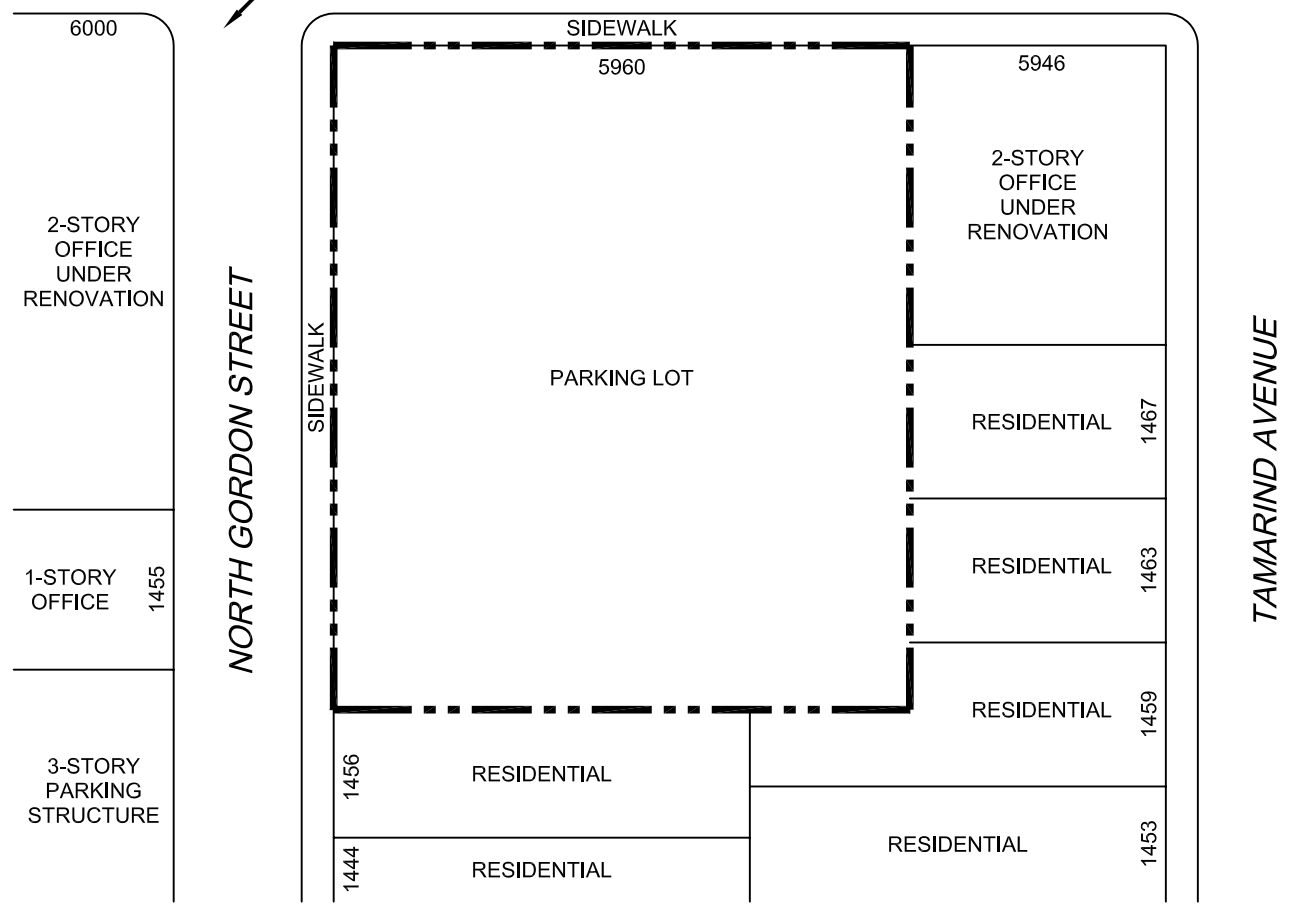 6000
SIDEWALK
5960
5946
2-STORY
OFFICE
UNDER
RENOVATION
2-STORY
OFFICE
UNDER
RENOVATION
NORTH GORDON STREET
SIDEWALK
PARKING LOT
RESIDENTIAL
1467
TAMARIND AVENUE
1-STORY
OFFICE
1455
RESIDENTIAL
1463
RESIDENTIAL
1459
3-STORY
PARKING
STRUCTURE
1456
RESIDENTIAL
RESIDENTIAL
1453
1444
RESIDENTIAL